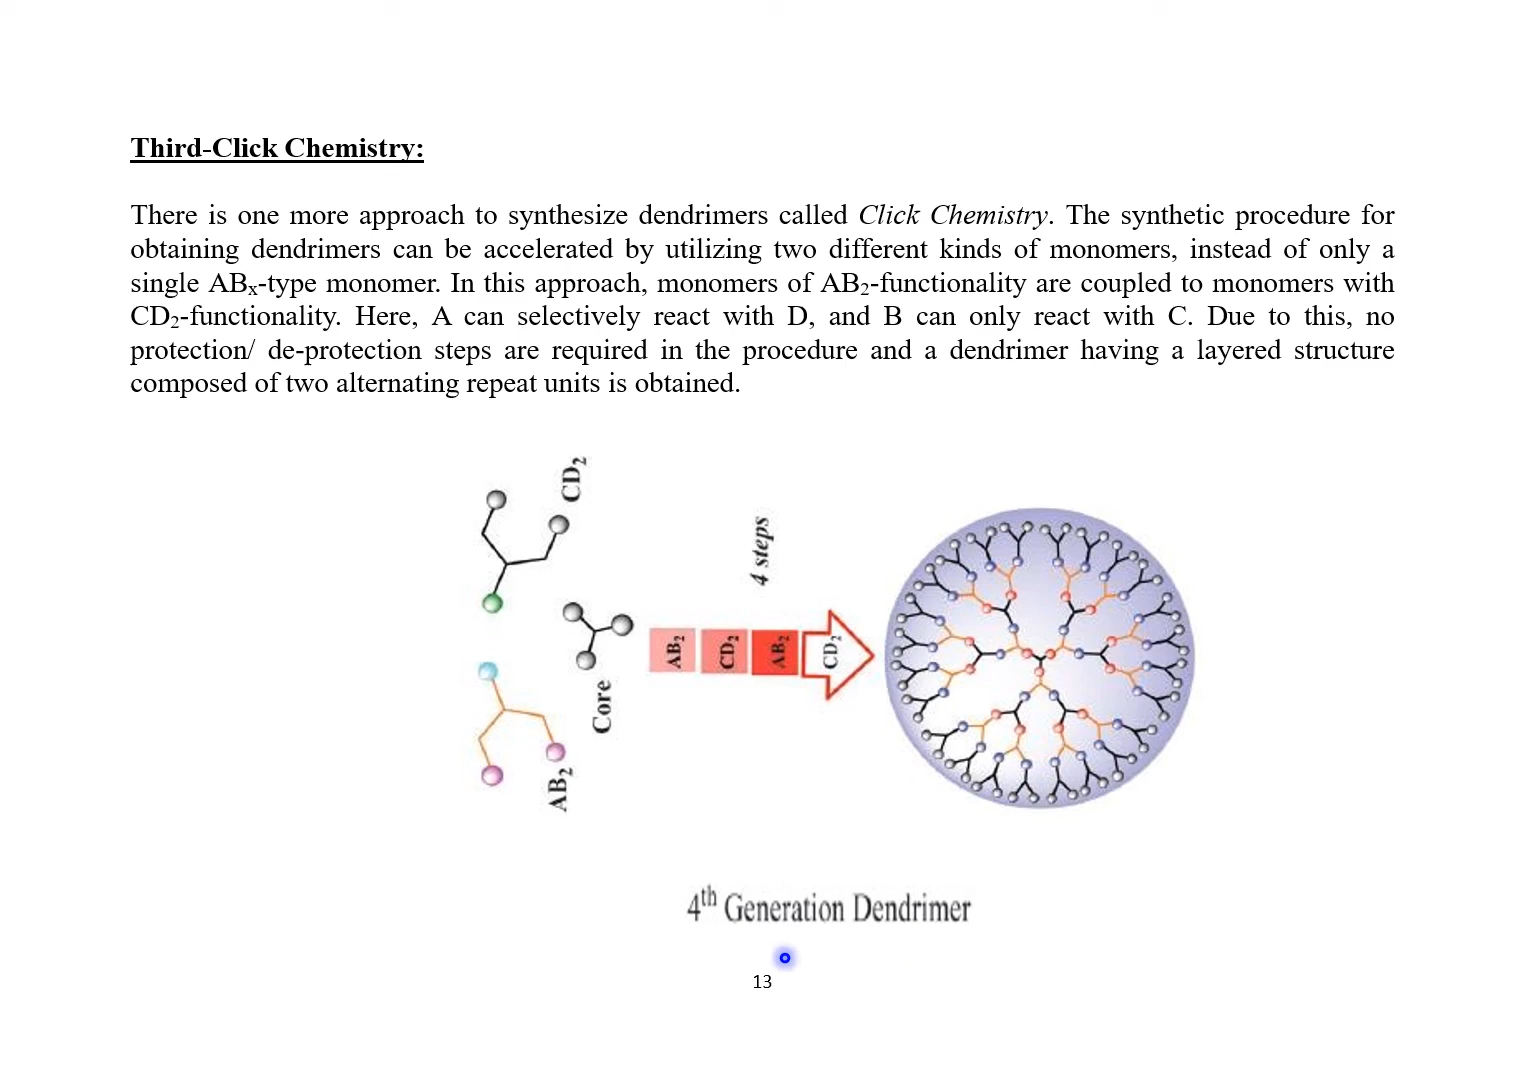 Third-Click Chemistry:
There is one more approach to synthesize dendrimers called Click Chemistry. The synthetic procedure for
obtaining dendrimers can be accelerated by utilizing two different kinds of monomers, instead of only a
single ABₓ-type monomer. In this approach, monomers of AB₂-functionality are coupled to monomers with
CD₂-functionality. Here, A can selectively react with D, and B can only react with C. Due to this, no
protection/ de-protection steps are required in the procedure and a dendrimer having a layered structure
composed of two alternating repeat units is obtained.
CD₂
4 steps
AB₂
CD₂
AB₂
CD₂
Core
AB₂
4ᵗʰ Generation Dendrimer
13